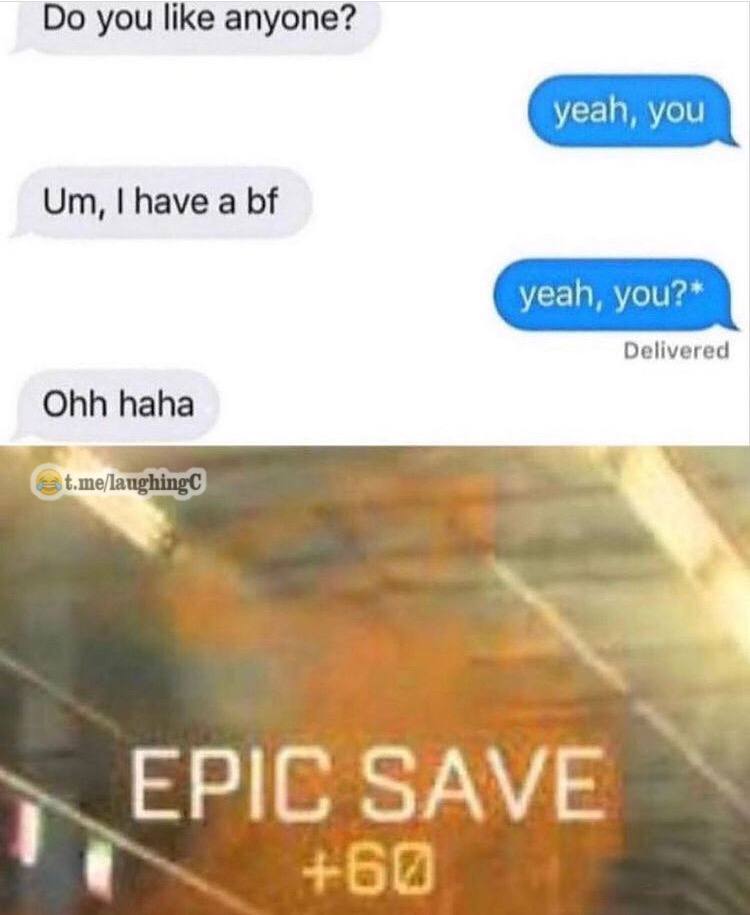 Do you like anyone?
yeah, you
Um, I have a bf
yeah, you?*
Delivered
Ohh haha
t.me/laughingC
EPIC SAVE
+60